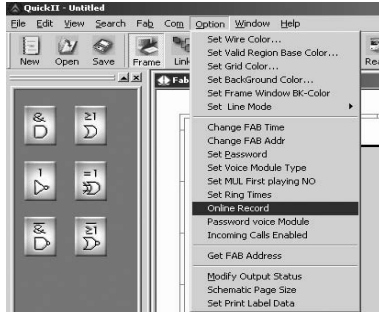 QuickII - Untitled
File Edit View Search Fab Com Option Window Help
New Open Save Frame Link Rea
Fab
Set Wire Color...
Set Valid Region Base Color...
Set Grid Color...
Set BackGround Color...
Set Frame Window BK-Color
Set Line Mode
Change FAB Time
Change FAB Addr
Set Password
Set Voice Module Type
Set MUL First playing NO
Set Ring Times
Online Record
Password voice Module
Incoming Calls Enabled
Get FAB Address
Modify Output Status
Schematic Page Size
Set Print Label Data
& ≥1
1 =1
& ≥1